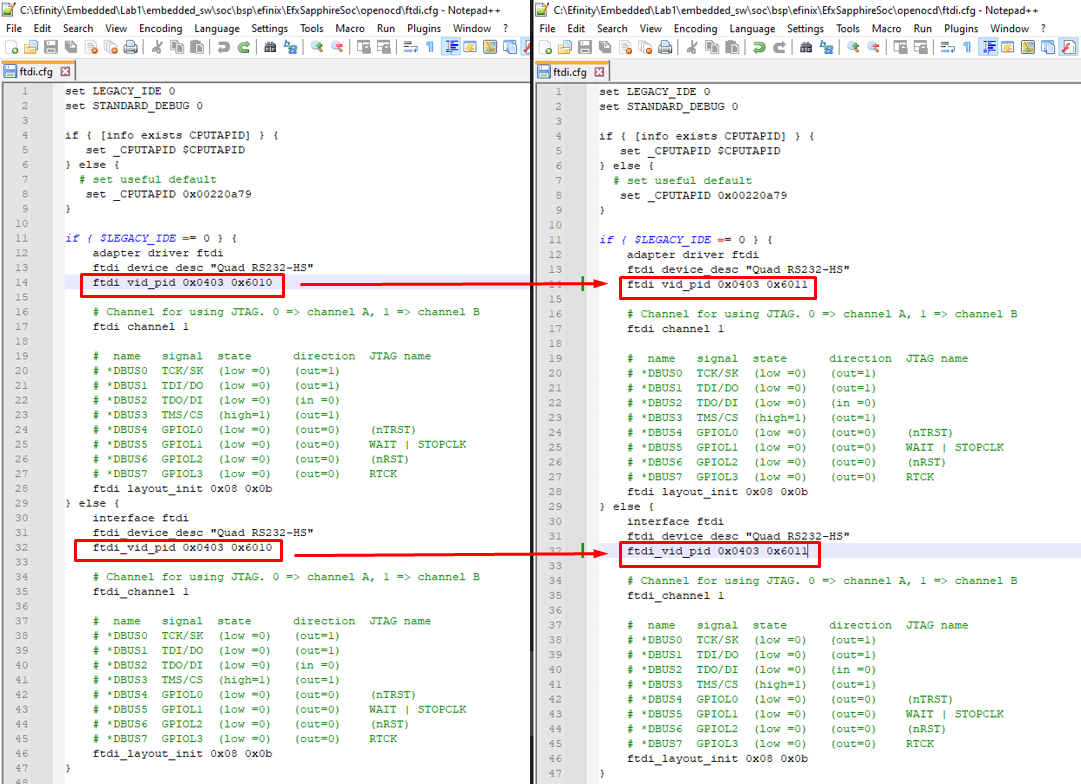 C:\Efinity\Embedded\Lab1\embedded_sw\soc\bsp\efinix\EfxSapphireSoc\openocd\ftdi.cfg - Notepad++
File Edit Search View Encoding Language Settings Tools Macro Run Plugins Window ?
ftdi.cfg
1 set LEGACY_IDE 0
2 set STANDARD_DEBUG 0
3
4 if { [info exists CPUTAPID] } {
5 set _CPUTAPID $CPUTAPID
6 } else {
7 # set useful default
8 set _CPUTAPID 0x00220a79
9 }
10
11 if { $LEGACY_IDE == 0 } {
12 adapter driver ftdi
13 ftdi device_desc "Quad RS232-HS"
14 ftdi vid_pid 0x0403 0x6010
15
16 # Channel for using JTAG. 0 => channel A, 1 => channel B
17 ftdi channel 1
18
19 # name signal state direction JTAG name
20 # *DBUS0 TCK/SK (low =0) (out=1)
21 # *DBUS1 TDI/DO (low =0) (out=1)
22 # *DBUS2 TDO/DI (low =0) (in =0)
23 # *DBUS3 TMS/CS (high=1) (out=1)
24 # *DBUS4 GPIOL0 (low =0) (out=0) (nTRST)
25 # *DBUS5 GPIOL1 (low =0) (out=0) WAIT | STOPCLK
26 # *DBUS6 GPIOL2 (low =0) (out=0) (nRST)
27 # *DBUS7 GPIOL3 (low =0) (out=0) RTCK
28 ftdi layout_init 0x08 0x0b
29 } else {
30 interface ftdi
31 ftdi_device_desc "Quad RS232-HS"
32 ftdi_vid_pid 0x0403 0x6010
33
34 # Channel for using JTAG. 0 => channel A, 1 => channel B
35 ftdi_channel 1
36
37 # name signal state direction JTAG name
38 # *DBUS0 TCK/SK (low =0) (out=1)
39 # *DBUS1 TDI/DO (low =0) (out=1)
40 # *DBUS2 TDO/DI (low =0) (in =0)
41 # *DBUS3 TMS/CS (high=1) (out=1)
42 # *DBUS4 GPIOL0 (low =0) (out=0) (nTRST)
43 # *DBUS5 GPIOL1 (low =0) (out=0) WAIT | STOPCLK
44 # *DBUS6 GPIOL2 (low =0) (out=0) (nRST)
45 # *DBUS7 GPIOL3 (low =0) (out=0) RTCK
46 ftdi_layout_init 0x08 0x0b
47 }
48
C:\Efinity\Embedded\Lab1\embedded_sw\soc\bsp\efinix\EfxSapphireSoc\openocd\ftdi.cfg - Notepad++
File Edit Search View Encoding Language Settings Tools Macro Run Plugins Window ?
ftdi.cfg
1 set LEGACY_IDE 0
2 set STANDARD_DEBUG 0
3
4 if { [info exists CPUTAPID] } {
5 set _CPUTAPID $CPUTAPID
6 } else {
7 # set useful default
8 set _CPUTAPID 0x00220a79
9 }
10
11 if { $LEGACY_IDE == 0 } {
12 adapter driver ftdi
13 ftdi device_desc "Quad RS232-HS"
14 ftdi vid_pid 0x0403 0x6011
15
16 # Channel for using JTAG. 0 => channel A, 1 => channel B
17 ftdi channel 1
18
19 # name signal state direction JTAG name
20 # *DBUS0 TCK/SK (low =0) (out=1)
21 # *DBUS1 TDI/DO (low =0) (out=1)
22 # *DBUS2 TDO/DI (low =0) (in =0)
23 # *DBUS3 TMS/CS (high=1) (out=1)
24 # *DBUS4 GPIOL0 (low =0) (out=0) (nTRST)
25 # *DBUS5 GPIOL1 (low =0) (out=0) WAIT | STOPCLK
26 # *DBUS6 GPIOL2 (low =0) (out=0) (nRST)
27 # *DBUS7 GPIOL3 (low =0) (out=0) RTCK
28 ftdi layout_init 0x08 0x0b
29 } else {
30 interface ftdi
31 ftdi_device_desc "Quad RS232-HS"
32 ftdi_vid_pid 0x0403 0x6011
33
34 # Channel for using JTAG. 0 => channel A, 1 => channel B
35 ftdi_channel 1
36
37 # name signal state direction JTAG name
38 # *DBUS0 TCK/SK (low =0) (out=1)
39 # *DBUS1 TDI/DO (low =0) (out=1)
40 # *DBUS2 TDO/DI (low =0) (in =0)
41 # *DBUS3 TMS/CS (high=1) (out=1)
42 # *DBUS4 GPIOL0 (low =0) (out=0) (nTRST)
43 # *DBUS5 GPIOL1 (low =0) (out=0) WAIT | STOPCLK
44 # *DBUS6 GPIOL2 (low =0) (out=0) (nRST)
45 # *DBUS7 GPIOL3 (low =0) (out=0) RTCK
46 ftdi_layout_init 0x08 0x0b
47 }